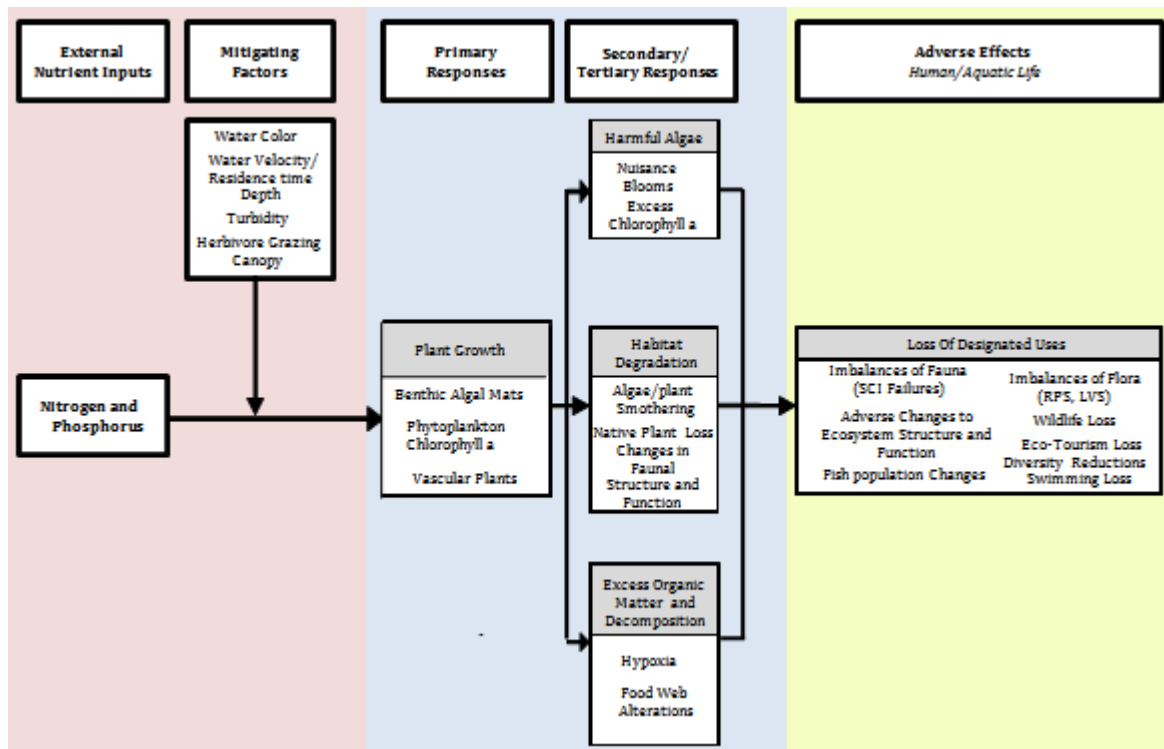 External
Nutrient Inputs
Mitigating
Factors
Primary
Responses
Secondary/
Tertiary Responses
Adverse Effects
Human/Aquatic Life
Water Color
Water Velocity/
Residence time
Depth
Turbidity
Herbivore Grazing
Canopy
Nitrogen and
Phosphorus
Plant Growth
Benthic Algal Mats
Phytoplankton
Chlorophyll a
Vascular Plants
Harmful Algae
Nuisance
Blooms
Excess
Chlorophyll a
Habitat
Degradation
Algae/plant
Smothering
Native Plant Loss
Changes in
Faunal
Structure and
Function
Excess Organic
Matter and
Decomposition
Hypoxia
Food Web
Alterations
Loss Of Designated Uses
Imbalances of Fauna
(SCI Failures)
Adverse Changes to
Ecosystem Structure and
Function
Fish population Changes
Imbalances of Flora
(RPS, LVS)
Wildlife Loss
Eco-Tourism Loss
Diversity Reductions
Swimming Loss